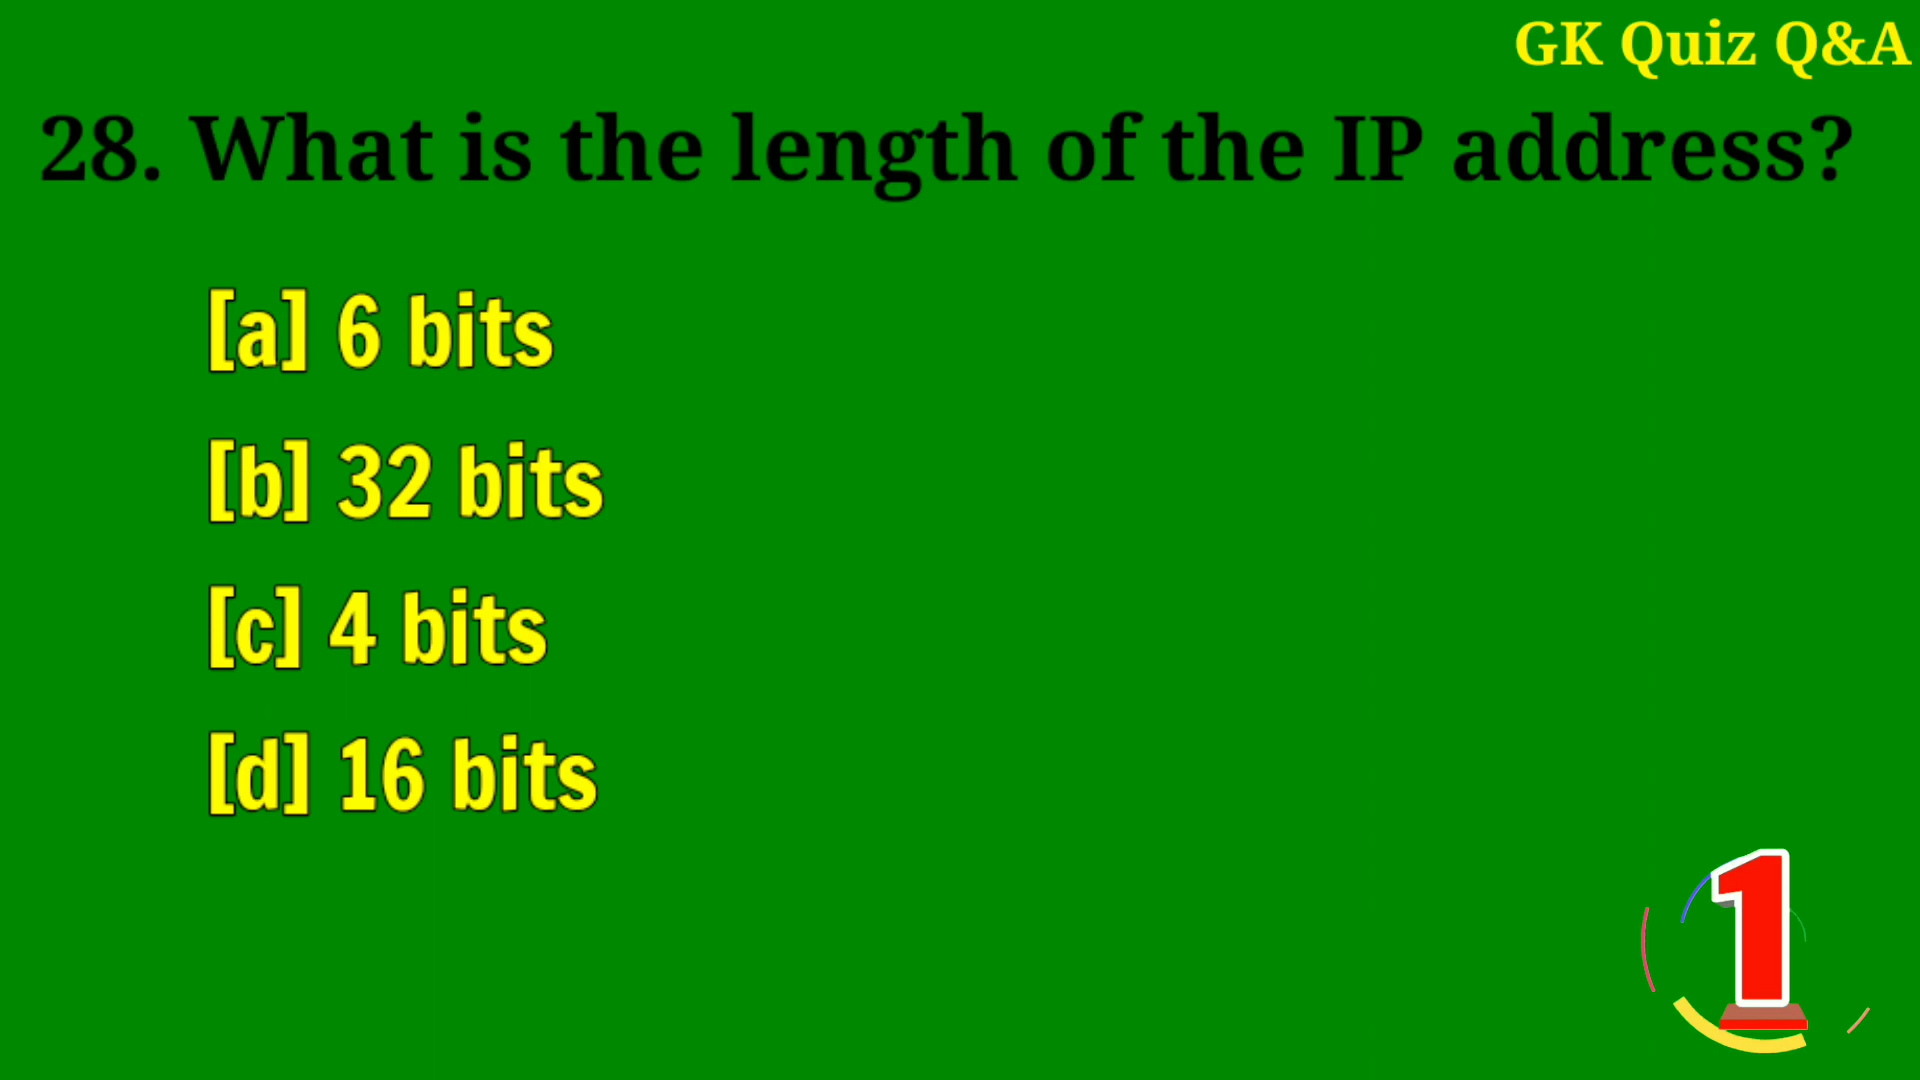 GK Quiz Q&A
28. What is the length of the IP address?
[a] 6 bits
[b] 32 bits
[c] 4 bits
[d] 16 bits
1